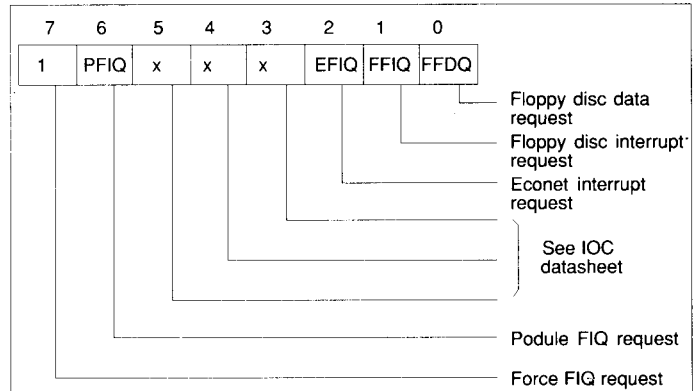 7 6 5 4 3 2 1 0
1 PFIQ x x x EFIQ FFIQ FFDQ
Floppy disc data
request
Floppy disc interrupt
request
Econet interrupt
request
See IOC
datasheet
Podule FIQ request
Force FIQ request